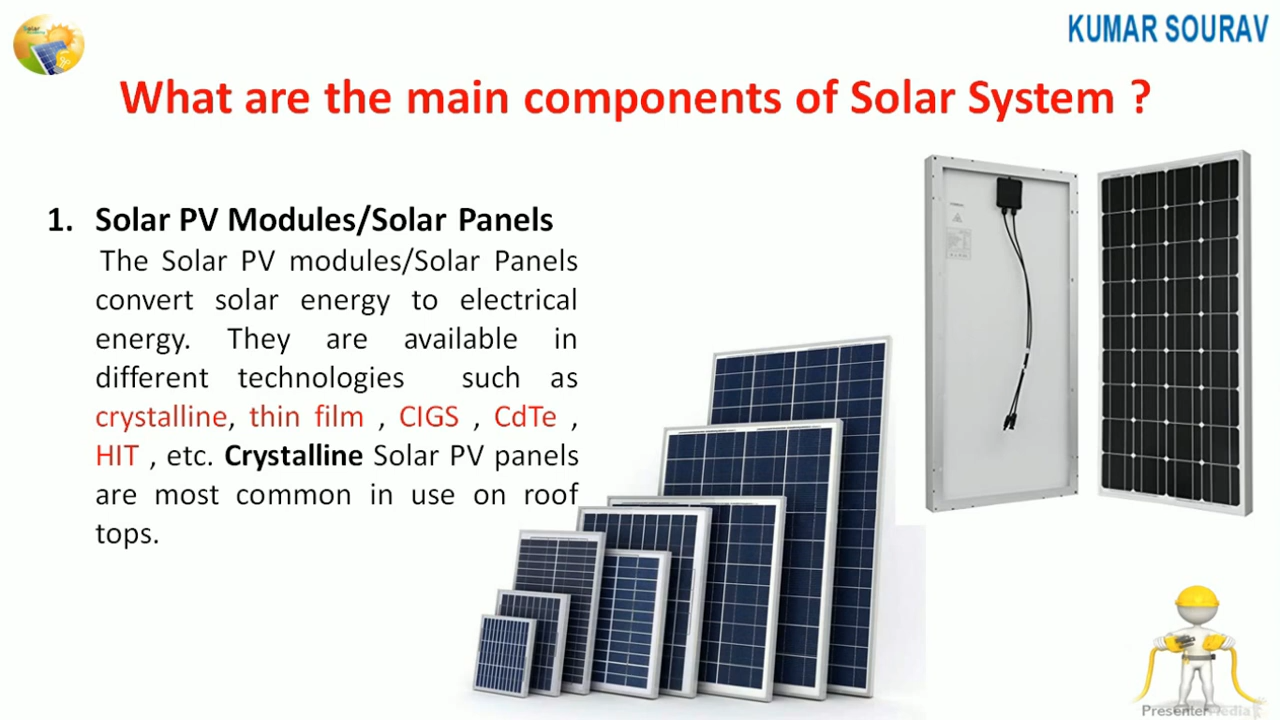 KUMAR SOURAV
What are the main components of Solar System ?
1. Solar PV Modules/Solar Panels
The Solar PV modules/Solar Panels
convert solar energy to electrical
energy. They are available in
different technologies such as
crystalline, thin film , CIGS , CdTe ,
HIT , etc. Crystalline Solar PV panels
are most common in use on roof
tops.
PresenterMedia